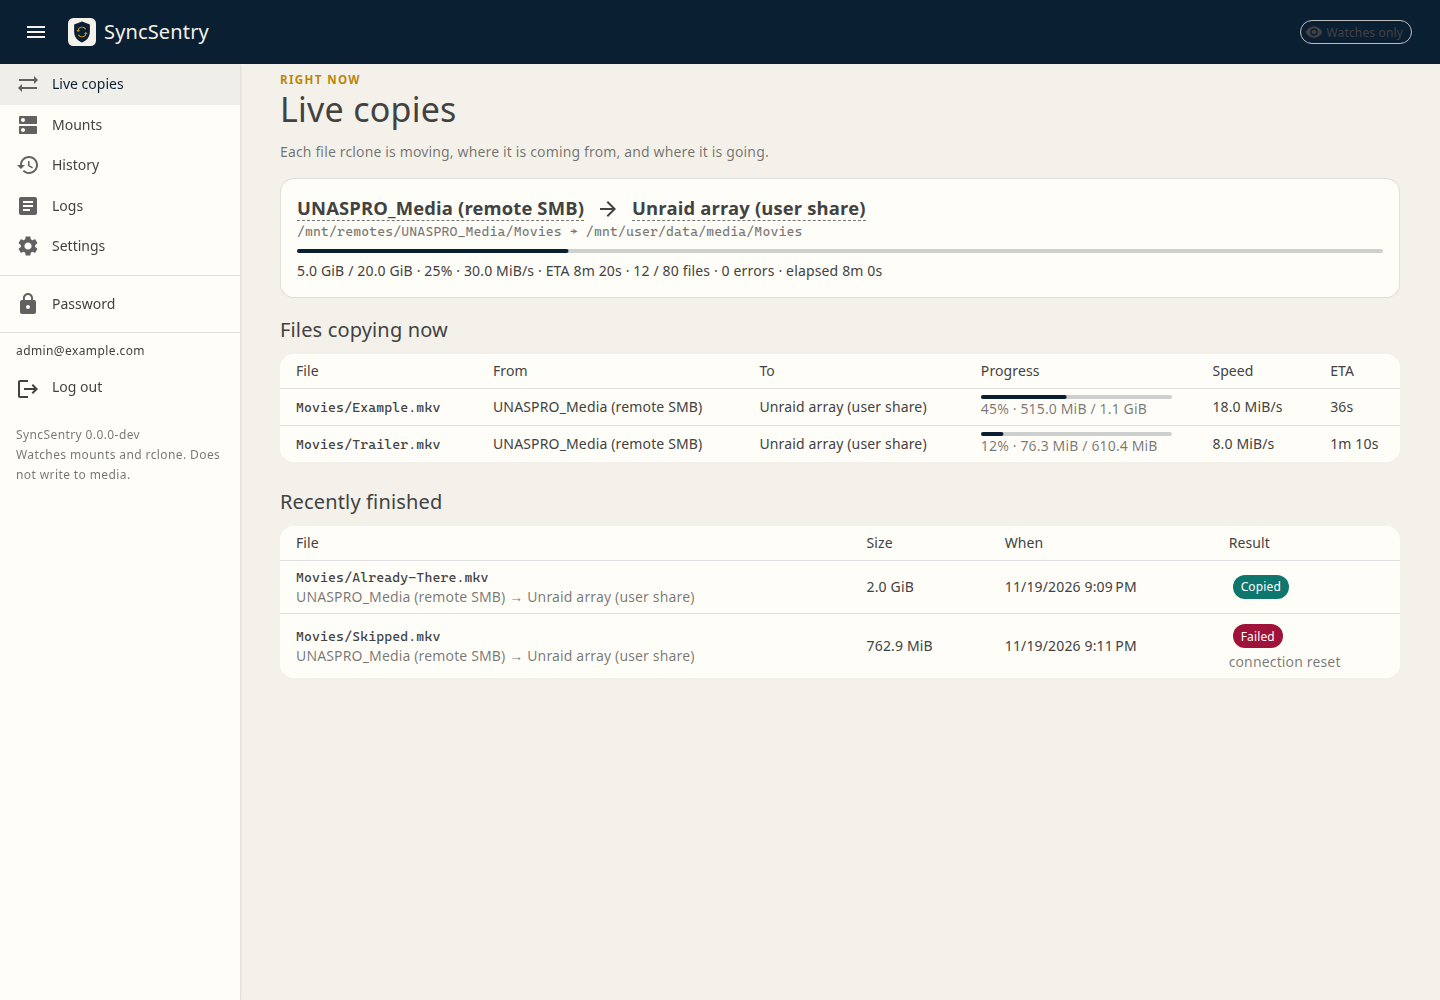 SyncSentry
Watches only
Live copies
Mounts
History
Logs
Settings
Password
admin@example.com
Log out
SyncSentry 0.0.0-dev
Watches mounts and rclone. Does
not write to media.
RIGHT NOW
Live copies
Each file rclone is moving, where it is coming from, and where it is going.
UNASPRO_Media (remote SMB) → Unraid array (user share)
/mnt/remotes/UNASPRO_Media/Movies → /mnt/user/data/media/Movies
5.0 GiB / 20.0 GiB · 25% · 30.0 MiB/s · ETA 8m 20s · 12 / 80 files · 0 errors · elapsed 8m 0s
Files copying now
File From To Progress Speed ETA
Movies/Example.mkv UNASPRO_Media (remote SMB) Unraid array (user share) 45% · 515.0 MiB / 1.1 GiB 18.0 MiB/s 36s
Movies/Trailer.mkv UNASPRO_Media (remote SMB) Unraid array (user share) 12% · 76.3 MiB / 610.4 MiB 8.0 MiB/s 1m 10s
Recently finished
File Size When Result
Movies/Already-There.mkv
UNASPRO_Media (remote SMB) → Unraid array (user share)
2.0 GiB 11/19/2026 9:09 PM Copied
Movies/Skipped.mkv
UNASPRO_Media (remote SMB) → Unraid array (user share)
762.9 MiB 11/19/2026 9:11 PM Failed
connection reset